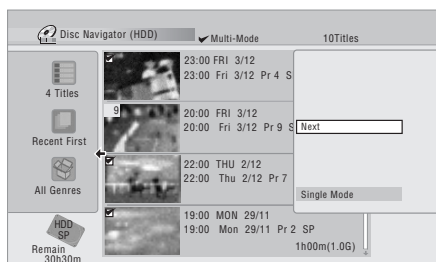 Disc Navigator (HDD)
Multi-Mode
10Titles
4 Titles
Recent First
All Genres
HDD
SP
Remain
30h30m
23:00 FRI 3/12
23:00 Fri 3/12 Pr 4 S
9
20:00 FRI 3/12
20:00 Fri 3/12 Pr 9 S
22:00 THU 2/12
22:00 Thu 2/12 Pr 7
19:00 MON 29/11
19:00 Mon 29/11 Pr 2 SP
1h00m(1.0G)
Next
Single Mode